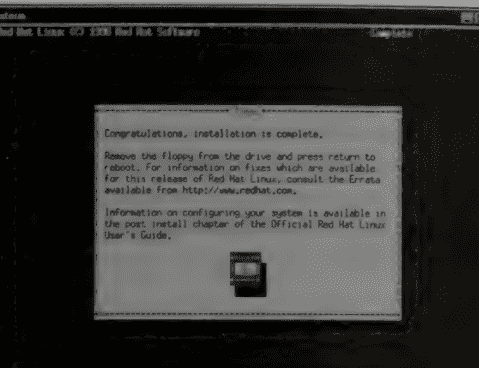 Red Hat Linux (C) 1998 Red Hat Software
Complete
Done
Congratulations, installation is complete.
Remove the floppy from the drive and press return to
reboot. For information on fixes which are available
for this release of Red Hat Linux, consult the Errata
available from http://www.redhat.com.
Information on configuring your system is available in
the post install chapter of the Official Red Hat Linux
User's Guide.